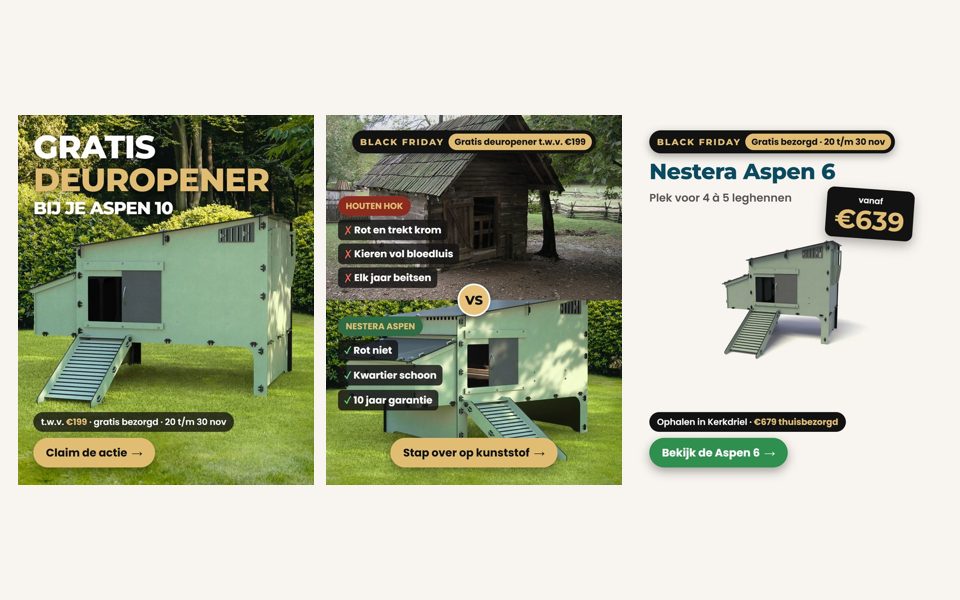 GRATIS
DEUROPENER
BIJ JE ASPEN 10
t.w.v. €199 · gratis bezorgd · 20 t/m 30 nov
Claim de actie →
BLACK FRIDAY Gratis deuropener t.w.v. €199
HOUTEN HOK
✗ Rot en trekt krom
✗ Kieren vol bloedluis
✗ Elk jaar beitsen
VS
NESTERA ASPEN
✓ Rot niet
✓ Kwartier schoon
✓ 10 jaar garantie
Stap over op kunststof →
BLACK FRIDAY Gratis bezorgd · 20 t/m 30 nov
Nestera Aspen 6
Plek voor 4 à 5 leghennen
vanaf
€639
Ophalen in Kerkdriel · €679 thuisbezorgd
Bekijk de Aspen 6 →